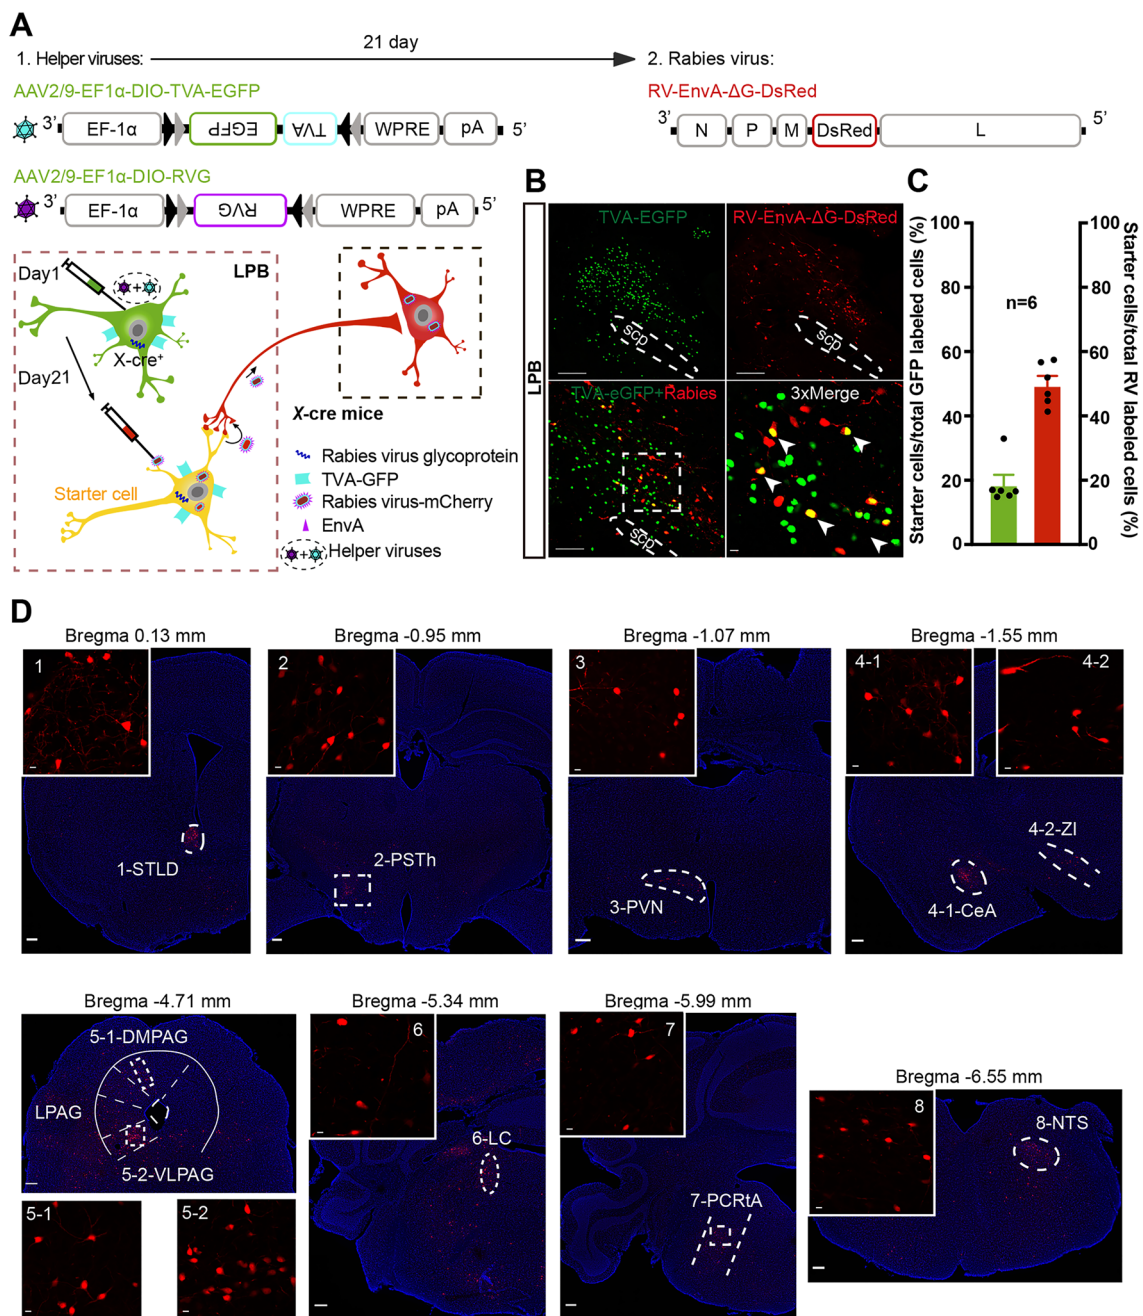 A
21 day
1. Helper viruses:
2. Rabies virus:
AAV2/9-EF1α-DIO-TVA-EGFP
RV-EnvA-ΔG-DsRed
3’ EF-1α EGFP TVA WPRE pA 5’
3’ N P M DsRed L 5’
AAV2/9-EF1α-DIO-RVG
3’ EF-1α RVG WPRE pA 5’
Day1
LPB
X-cre⁺
Day21
Starter cell
X-cre mice
Rabies virus glycoprotein
TVA-GFP
Rabies virus-mCherry
EnvA
Helper viruses
B
LPB
TVA-EGFP
RV-EnvA-ΔG-DsRed
scp
scp
TVA-eGFP+Rabies
3xMerge
scp
C
Starter cells/total GFP labeled cells (%)
100
80
60
40
20
0
n=6
100
80
60
40
20
0
Starter cells/total RV labeled cells (%)
D
Bregma 0.13 mm
1
1-STLD
Bregma -0.95 mm
2
2-PSTh
Bregma -1.07 mm
3
3-PVN
Bregma -1.55 mm
4-1
4-2
4-2-ZI
4-1-CeA
Bregma -4.71 mm
5-1-DMPAG
LPAG
5-2-VLPAG
5-1
5-2
Bregma -5.34 mm
6
6-LC
Bregma -5.99 mm
7
7-PCRtA
Bregma -6.55 mm
8
8-NTS